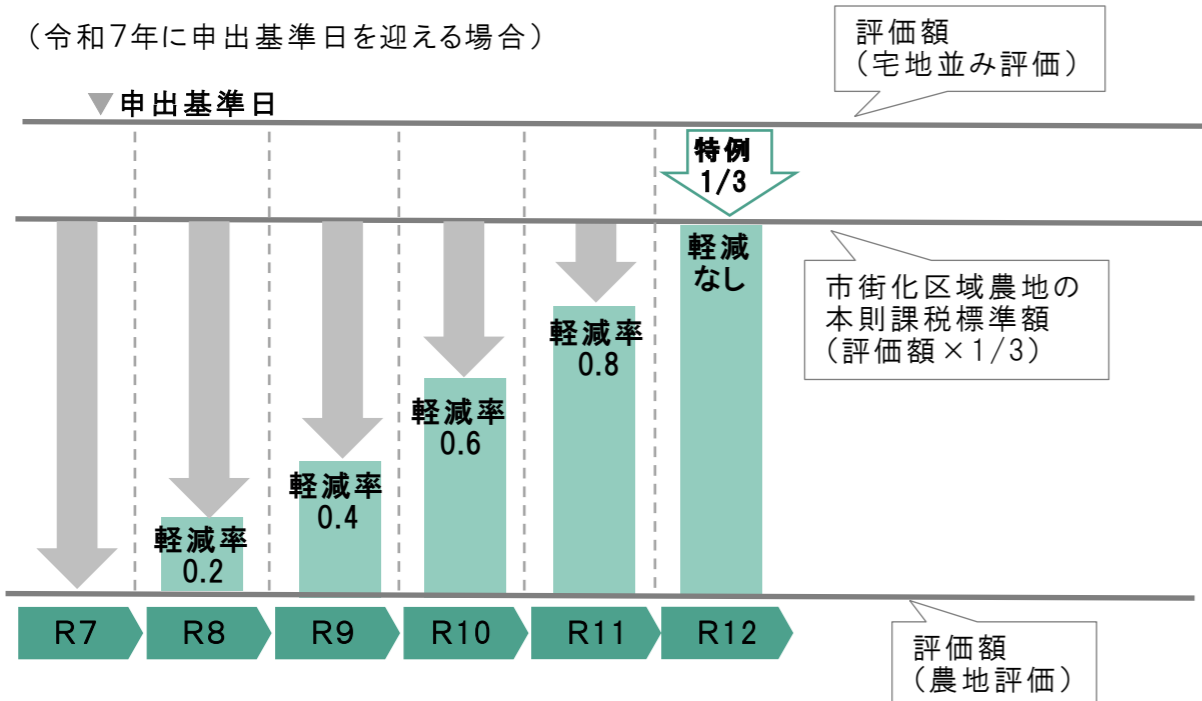 （令和7年に申出基準日を迎える場合）
評価額
（宅地並み評価）
▼申出基準日
特例
1/3
軽減
なし
市街化区域農地の
本則課税標準額
（評価額×1/3）
軽減率
0.8
軽減率
0.6
軽減率
0.4
軽減率
0.2
R7
R8
R9
R10
R11
R12
評価額
（農地評価）